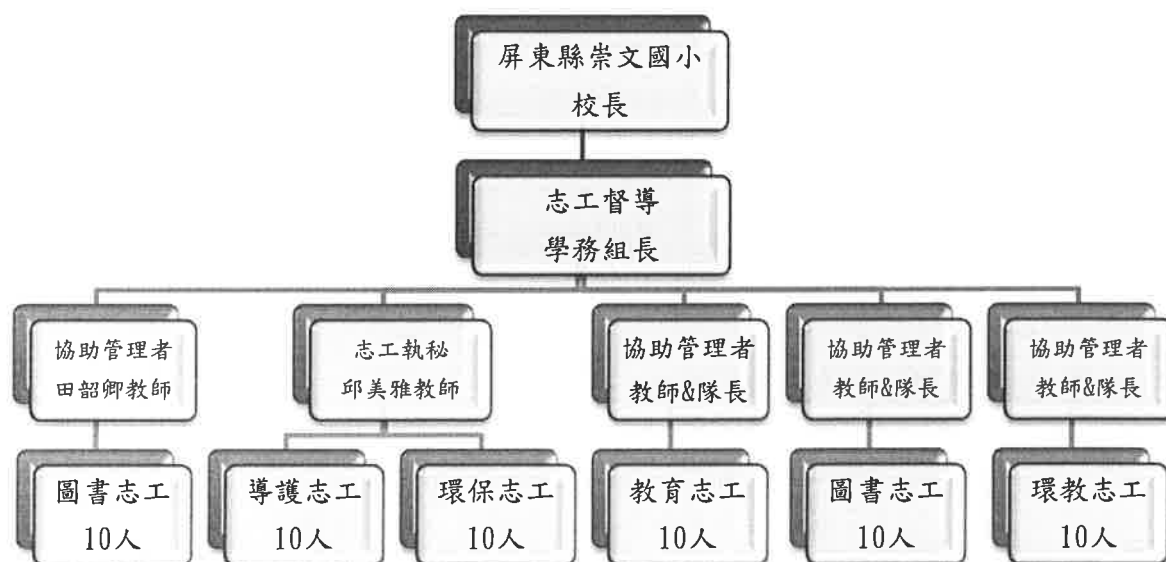 屏東縣崇文國小
校長
志工督導
學務組長
協助管理者
田韶卿教師
志工執秘
邱美雅教師
協助管理者
教師&隊長
協助管理者
教師&隊長
協助管理者
教師&隊長
圖書志工
10人
導護志工
10人
環保志工
10人
教育志工
10人
圖書志工
10人
環教志工
10人